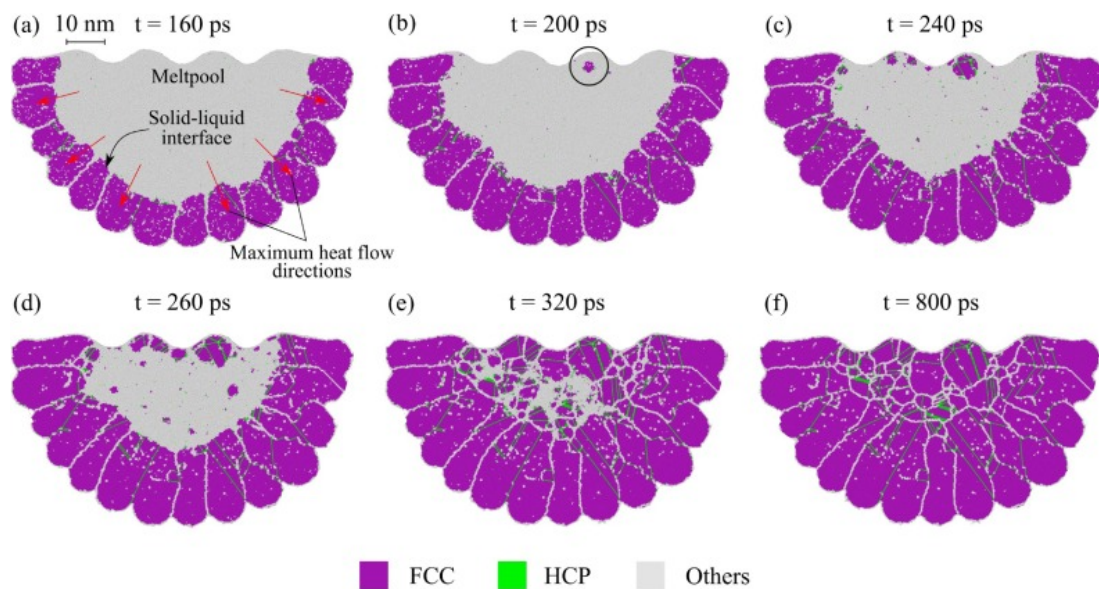 (a) t = 160 ps
10 nm
Meltpool
Solid-liquid
interface
Maximum heat flow
directions
(b) t = 200 ps
(c) t = 240 ps
(d) t = 260 ps
(e) t = 320 ps
(f) t = 800 ps
FCC HCP Others